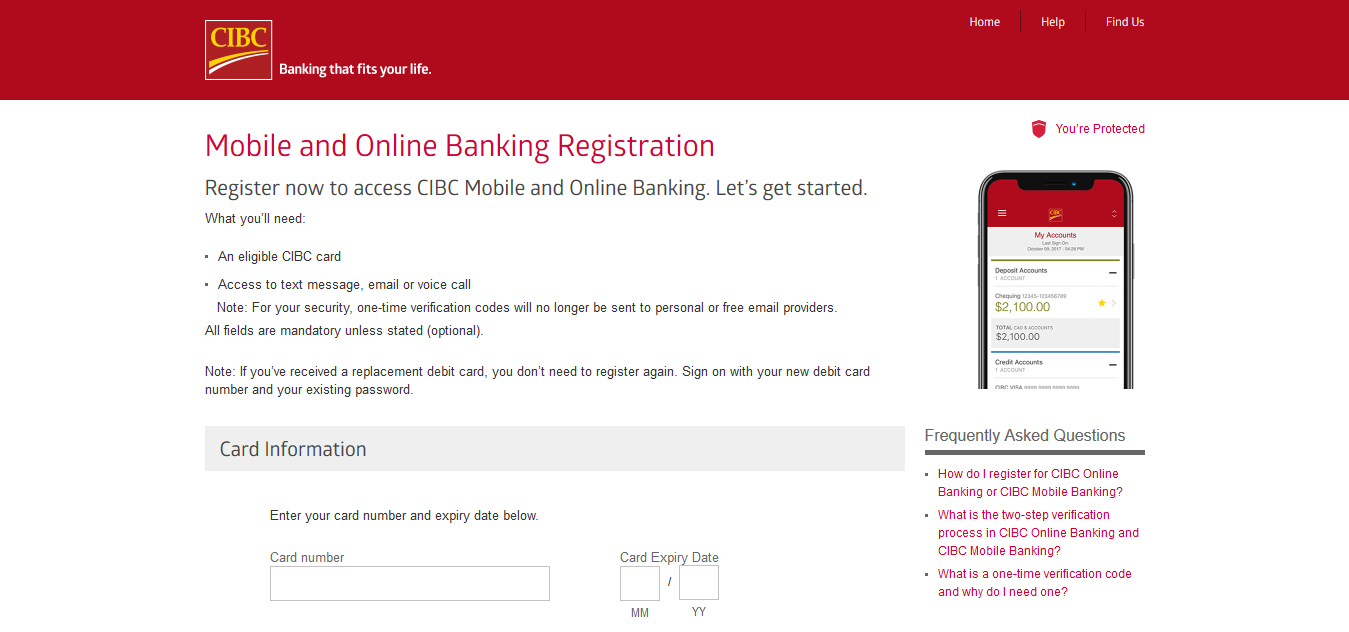 Home
Help
Find Us
CIBC
Banking that fits your life.
You're Protected
Mobile and Online Banking Registration
Register now to access CIBC Mobile and Online Banking. Let's get started.
What you'll need:
An eligible CIBC card
Access to text message, email or voice call
Note: For your security, one-time verification codes will no longer be sent to personal or free email providers.
All fields are mandatory unless stated (optional).
Note: If you've received a replacement debit card, you don't need to register again. Sign on with your new debit card
number and your existing password.
CIBC
My Accounts
Last Sign On:
October 09, 2017 - 04:28 PM
Deposit Accounts
1 ACCOUNT
Chequing 12345-123456789
$2,100.00
TOTAL CAD $ ACCOUNTS
$2,100.00
Credit Accounts
1 ACCOUNT
CIBC VISA 9999 9999 9999 9999
Card Information
Enter your card number and expiry date below.
Card number
Card Expiry Date
/
MM
YY
Frequently Asked Questions
How do I register for CIBC Online
Banking or CIBC Mobile Banking?
What is the two-step verification
process in CIBC Online Banking and
CIBC Mobile Banking?
What is a one-time verification code
and why do I need one?